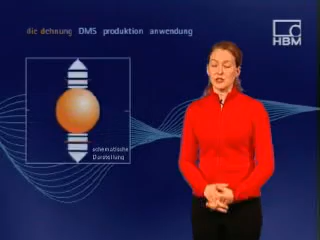 die dehnung DMS produktion anwendung
HBM
schematische
Darstellung